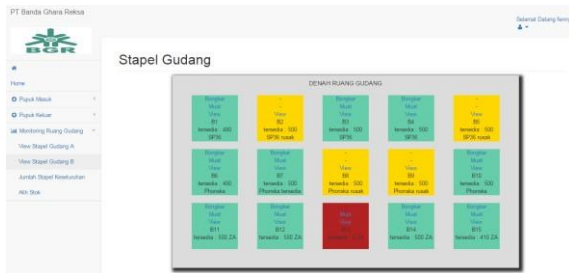 PT Banda Ghara Reksa
Selamat Datang
BGR
Stapel Gudang
Home
Pupuk Masuk
Pupuk Keluar
Monitoring Ruang Gudang
View Stapel Gudang A
View Stapel Gudang B
Jumlah Stapel Keseluruhan
Alih Stok
DENAH RUANG GUDANG
Bongkar
Muat
View
B1
tersedia : 400
SP36
-
-
View
B2
tersedia : 500
SP36 rusak
Bongkar
Muat
View
B3
tersedia : 500
SP36
Bongkar
Muat
View
B4
tersedia : 500
SP36
-
-
View
B5
tersedia : 500
SP36 rusak
Bongkar
Muat
View
B6
tersedia : 400
Phonska
Bongkar
Muat
View
B7
tersedia : 500
Phonska tersedia
-
-
View
B8
tersedia : 500
Phonska rusak
-
-
View
B9
tersedia : 500
Phonska rusak
Bongkar
Muat
View
B10
tersedia : 500
Phonska
Bongkar
Muat
View
B11
tersedia : 500 ZA
Bongkar
Muat
View
B12
tersedia : 500 ZA
Muat
View
Bongkar
Muat
View
B14
tersedia : 500 ZA
Bongkar
Muat
View
B15
tersedia : 410 ZA